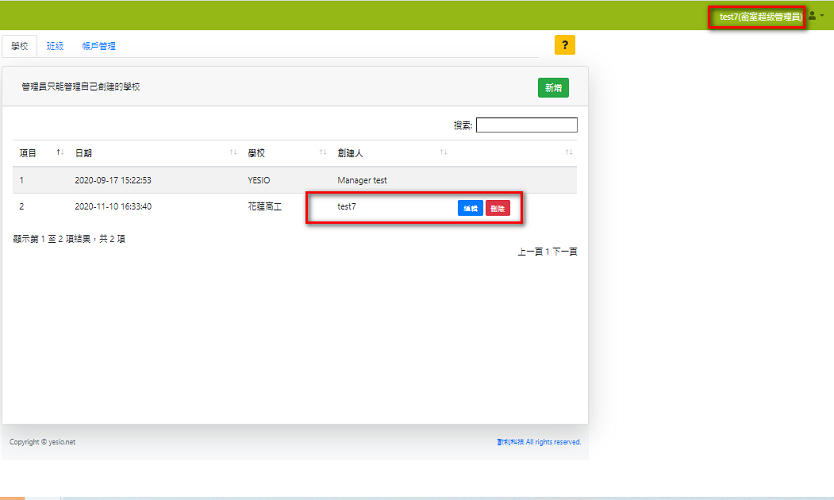 test7(密室超級管理員)
學校 班級 帳戶管理 ?
管理員只能管理自己創建的學校 新增
搜索:
項目 日期 學校 創建人
1 2020-09-17 15:22:53 YESIO Manager test
2 2020-11-10 16:33:40 花蓮高工 test7 編輯 刪除
顯示第 1 至 2 項結果，共 2 項
上一頁 1 下一頁
Copyright © yesio.net All rights reserved.